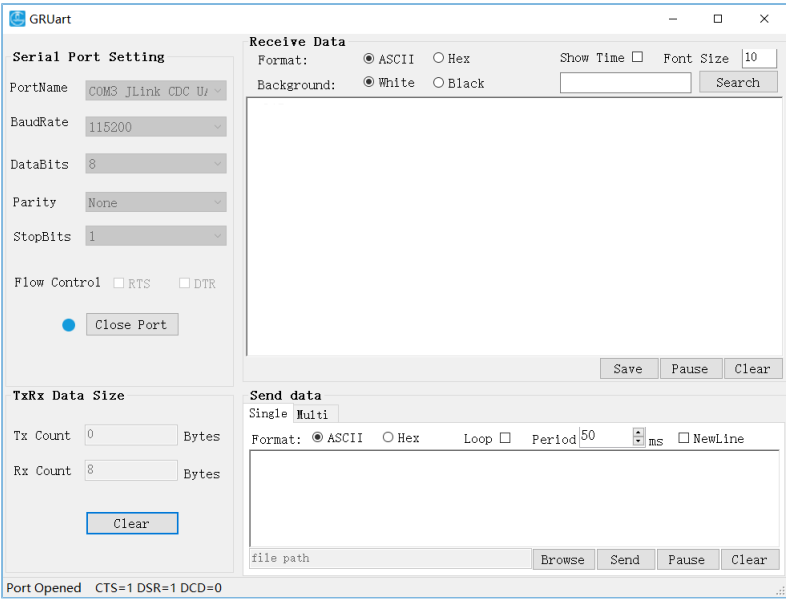 GRUart
Serial Port Setting
PortName COM3 JLink CDC
BaudRate 115200
DataBits 8
Parity None
StopBits 1
Flow Control RTS DTR
Close Port
TxRx Data Size
Tx Count 0 Bytes
Rx Count 8 Bytes
Clear
Receive Data
Format: ASCII Hex Show Time Font Size 10
Background: White Black Search
Save Pause Clear
Send data
Single Multi
Format: ASCII Hex Loop Period 50 ms NewLine
file path Browse Send Pause Clear
Port Opened CTS=1 DSR=1 DCD=0